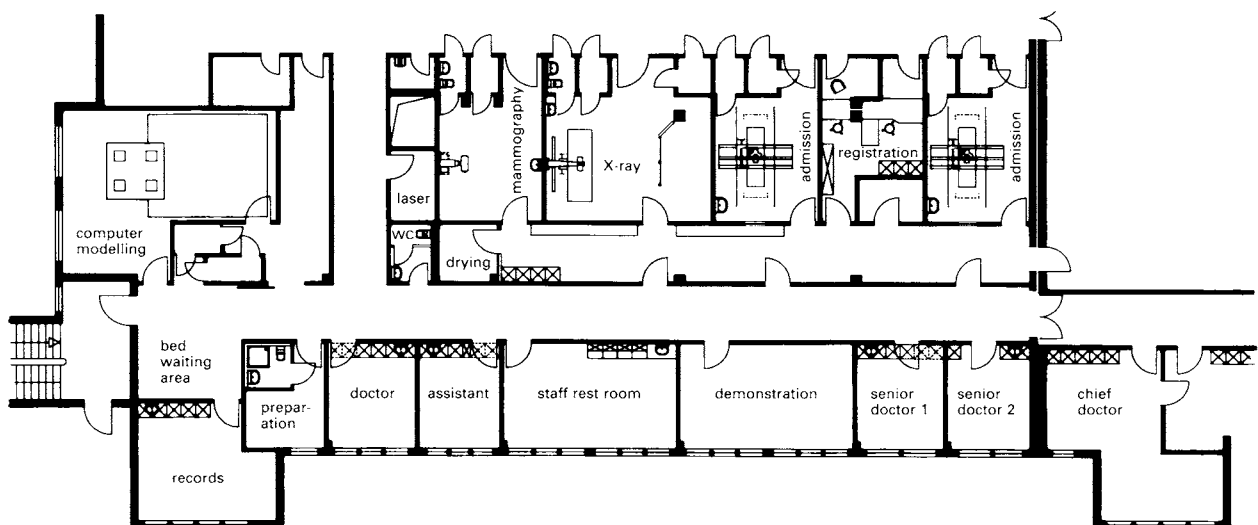 mammography
X-ray
admission
registration
admission
laser
computer
modelling
WC
drying
bed
waiting
area
prepar-
ation
doctor
assistant
staff rest room
demonstration
senior
doctor 1
senior
doctor 2
chief
doctor
records